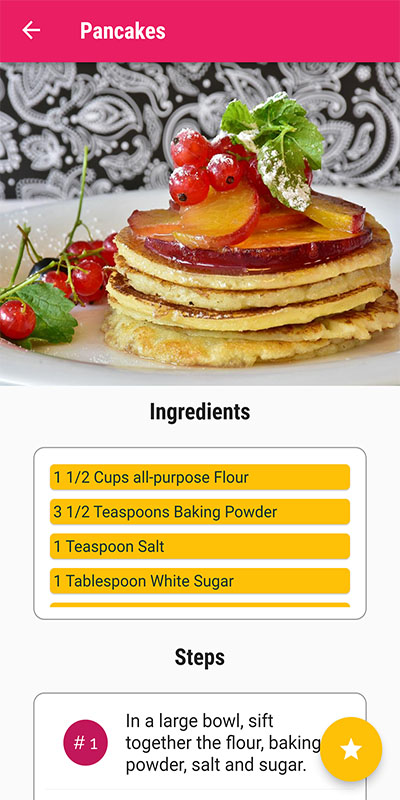 Pancakes
Ingredients
1 1/2 Cups all-purpose Flour
3 1/2 Teaspoons Baking Powder
1 Teaspoon Salt
1 Tablespoon White Sugar
Steps
# 1
In a large bowl, sift
together the flour, baking
powder, salt and sugar.